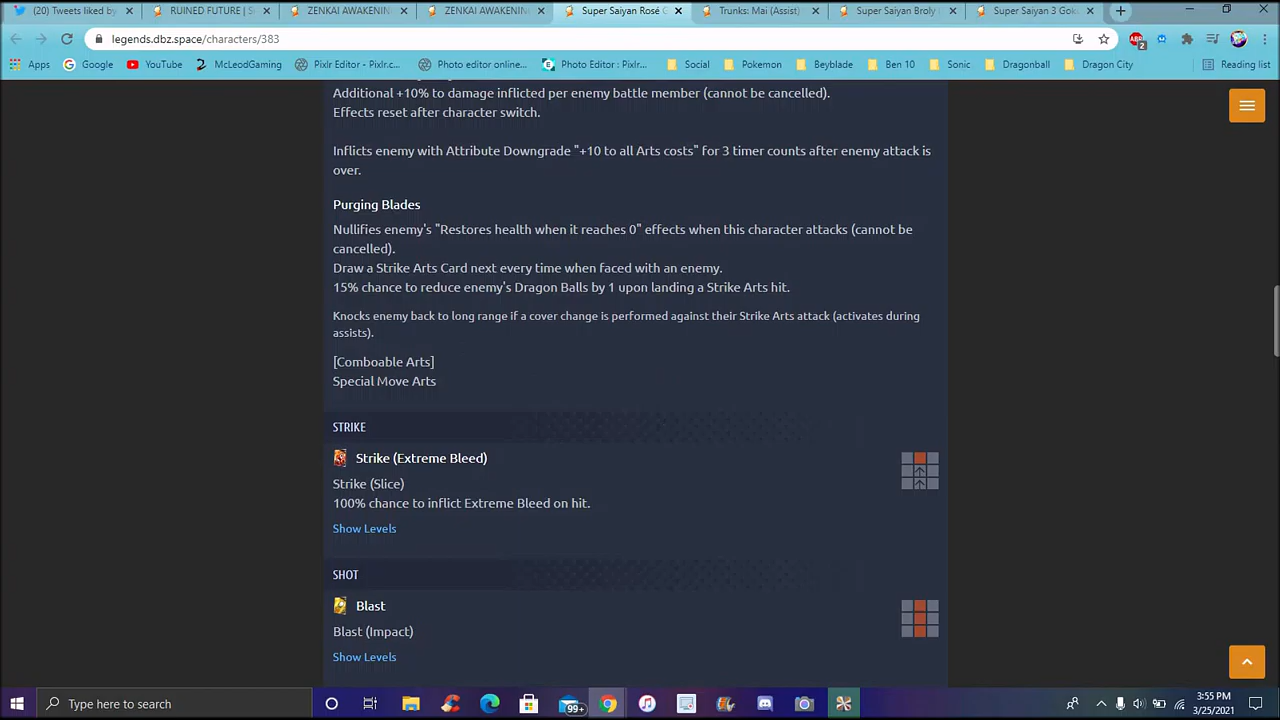 (20) Tweets liked by
RUINED FUTURE | S
ZENKAI AWAKENING
ZENKAI AWAKENING
Super Saiyan Rosé G
Trunks: Mai (Assist)
Super Saiyan Broly
Super Saiyan 3 Gok
legends.dbz.space/characters/383
2
Apps
Google
YouTube
McLeodGaming
Pixlr Editor - Pixlr.c...
Photo editor online...
Photo Editor : Pixlr...
Social
Pokemon
Beyblade
Ben 10
Sonic
Dragonball
Dragon City
Reading list
Additional +10% to damage inflicted per enemy battle member (cannot be cancelled).
Effects reset after character switch.
Inflicts enemy with Attribute Downgrade "+10 to all Arts costs" for 3 timer counts after enemy attack is
over.
Purging Blades
Nullifies enemy's "Restores health when it reaches 0" effects when this character attacks (cannot be
cancelled).
Draw a Strike Arts Card next every time when faced with an enemy.
15% chance to reduce enemy's Dragon Balls by 1 upon landing a Strike Arts hit.
Knocks enemy back to long range if a cover change is performed against their Strike Arts attack (activates during
assists).
[Comboable Arts]
Special Move Arts
STRIKE
Strike (Extreme Bleed)
Strike (Slice)
100% chance to inflict Extreme Bleed on hit.
Show Levels
SHOT
Blast
Blast (Impact)
Show Levels
Type here to search
99+
3:55 PM
3/25/2021